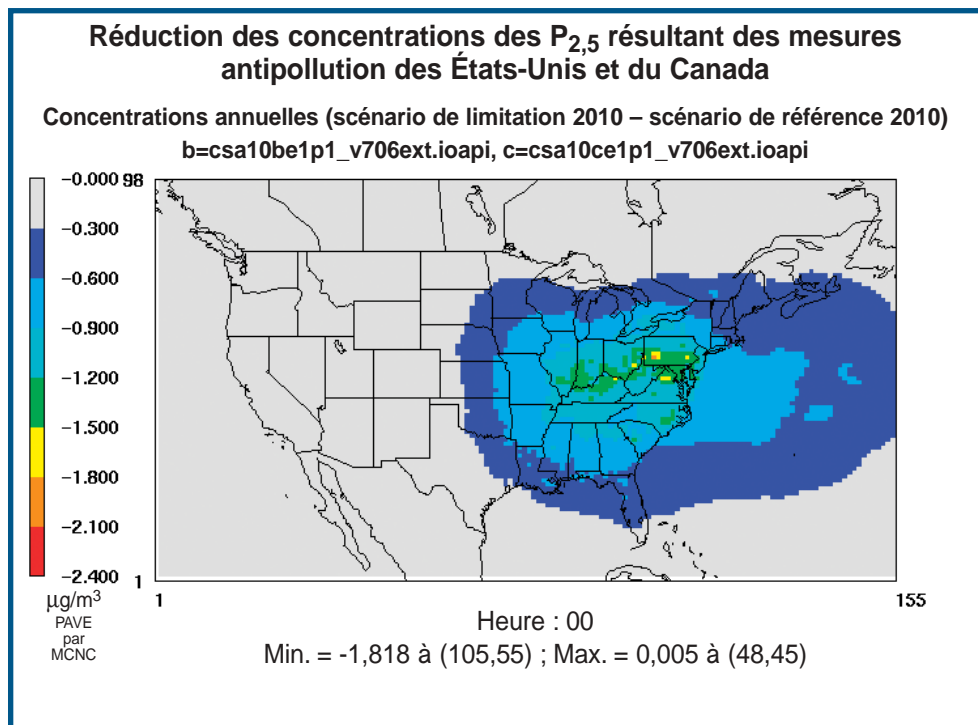 Réduction des concentrations des P2,5 résultant des mesures
antipollution des États-Unis et du Canada
Concentrations annuelles (scénario de limitation 2010 – scénario de référence 2010)
b=csa10be1p1_v706ext.ioapi, c=csa10ce1p1_v706ext.ioapi
−0.000 98
−0.300
−0.600
−0.900
−1.200
−1.500
−1.800
−2.100
−2.400 1
µg/m³ 1 155
PAVE
par
MCNC
Heure : 00
Min. = -1,818 à (105,55) ; Max. = 0,005 à (48,45)